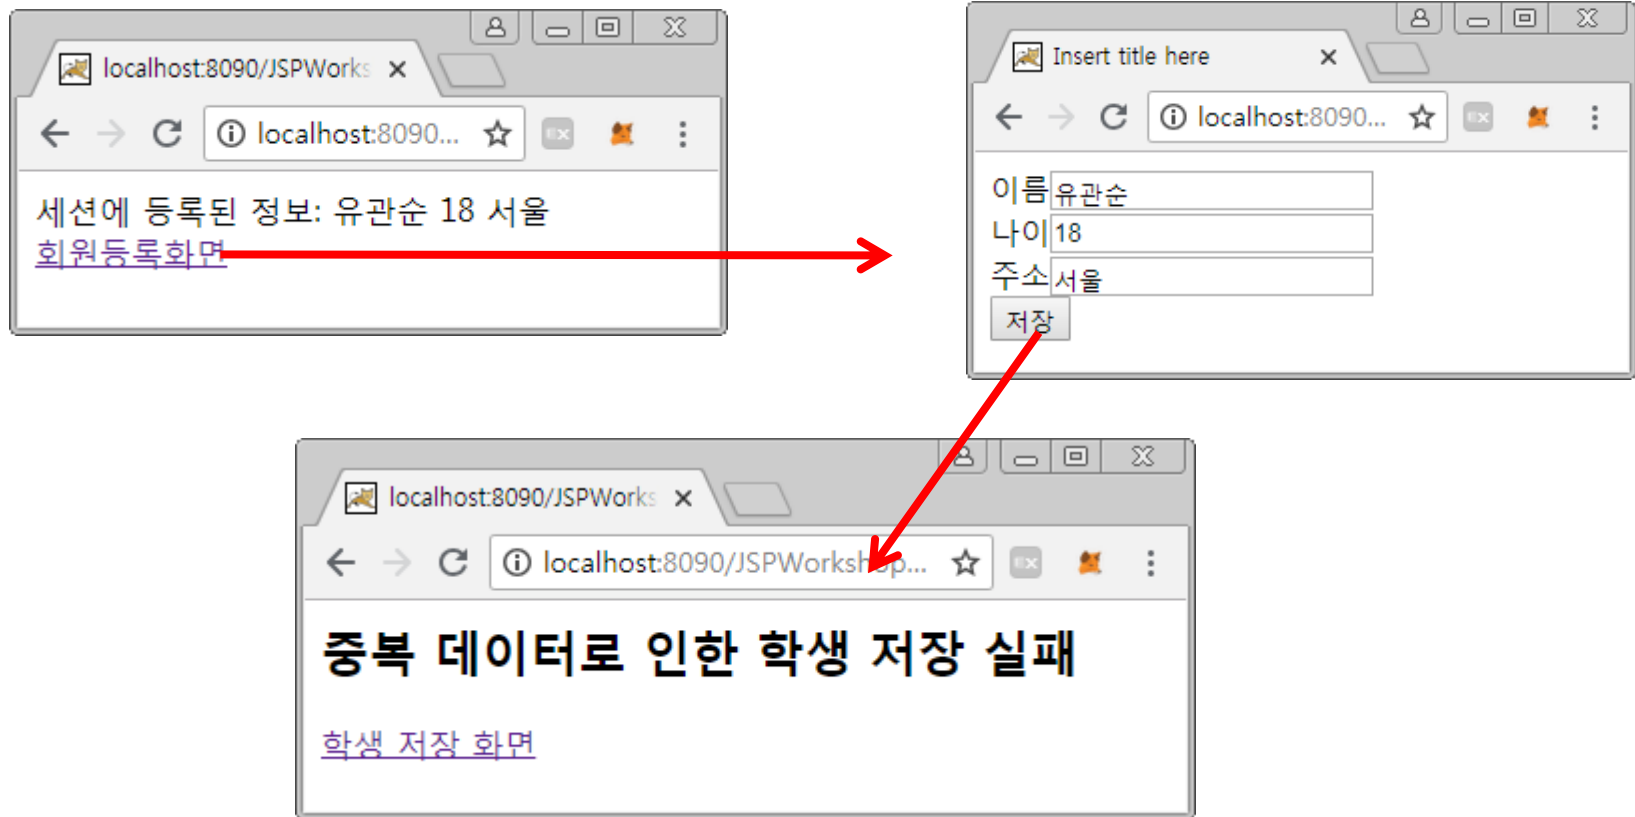 localhost:8090/JSPWorks
localhost:8090...
세션에 등록된 정보: 유관순 18 서울
회원등록화면
Insert title here
localhost:8090...
이름 유관순
나이 18
주소 서울
저장
localhost:8090/JSPWorks
localhost:8090/JSPWorkshop...
중복 데이터로 인한 학생 저장 실패
학생 저장 화면